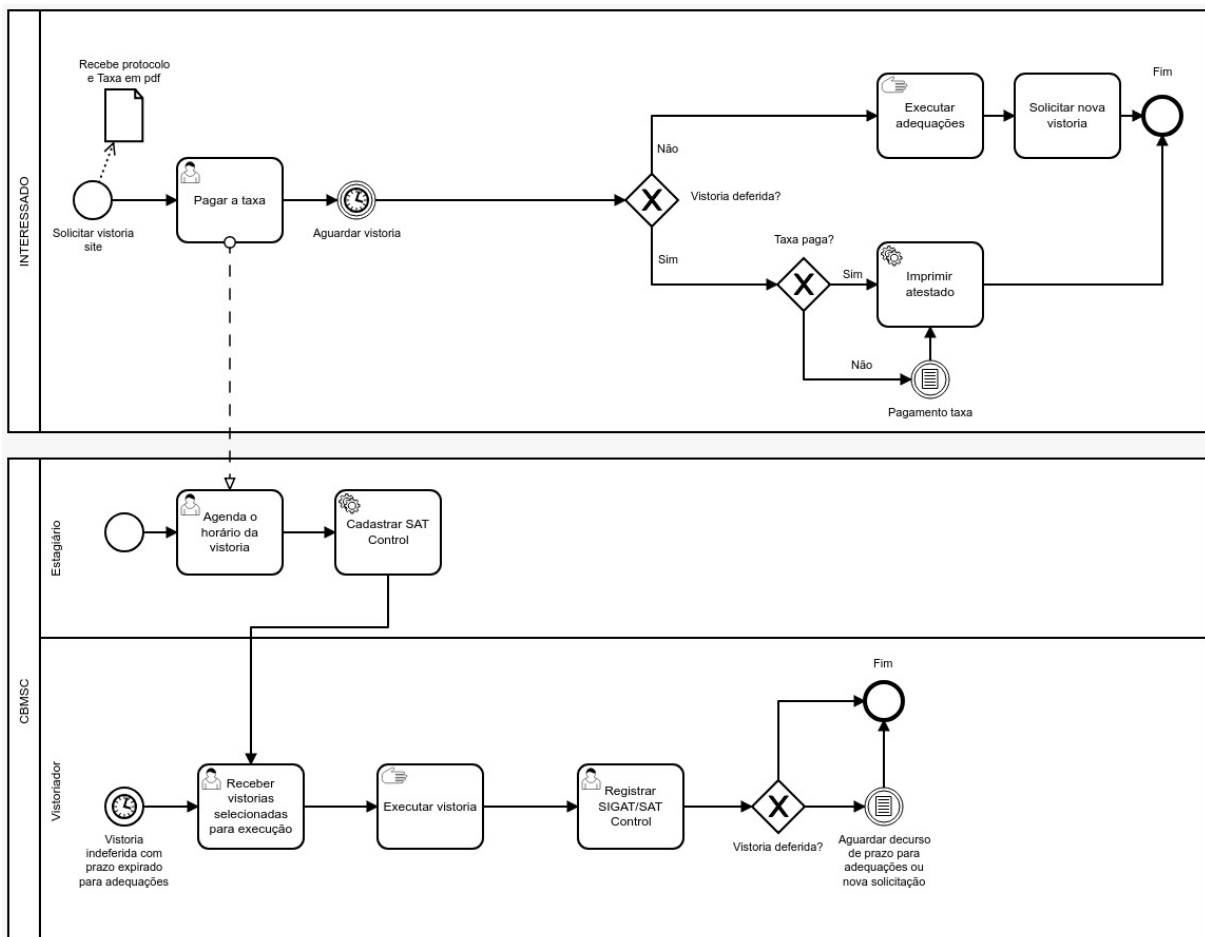 INTERESSADO
Recebe protocolo
e Taxa em pdf
Solicitar vistoria
site
Pagar a taxa
Aguardar vistoria
Vistoria deferida?
Não
Sim
Executar
adequações
Solicitar nova
vistoria
Fim
Taxa paga?
Sim
Não
Imprimir
atestado
Pagamento taxa
CBMSC
Estagiário
Agenda o
horário da
vistoria
Cadastrar SAT
Control
Vistoriador
Vistoria
indeferida com
prazo expirado
para adequações
Receber
vistorias
selecionadas
para execução
Executar vistoria
Registrar
SIGAT/SAT
Control
Vistoria deferida?
Fim
Aguardar decurso
de prazo para
adequações ou
nova solicitação